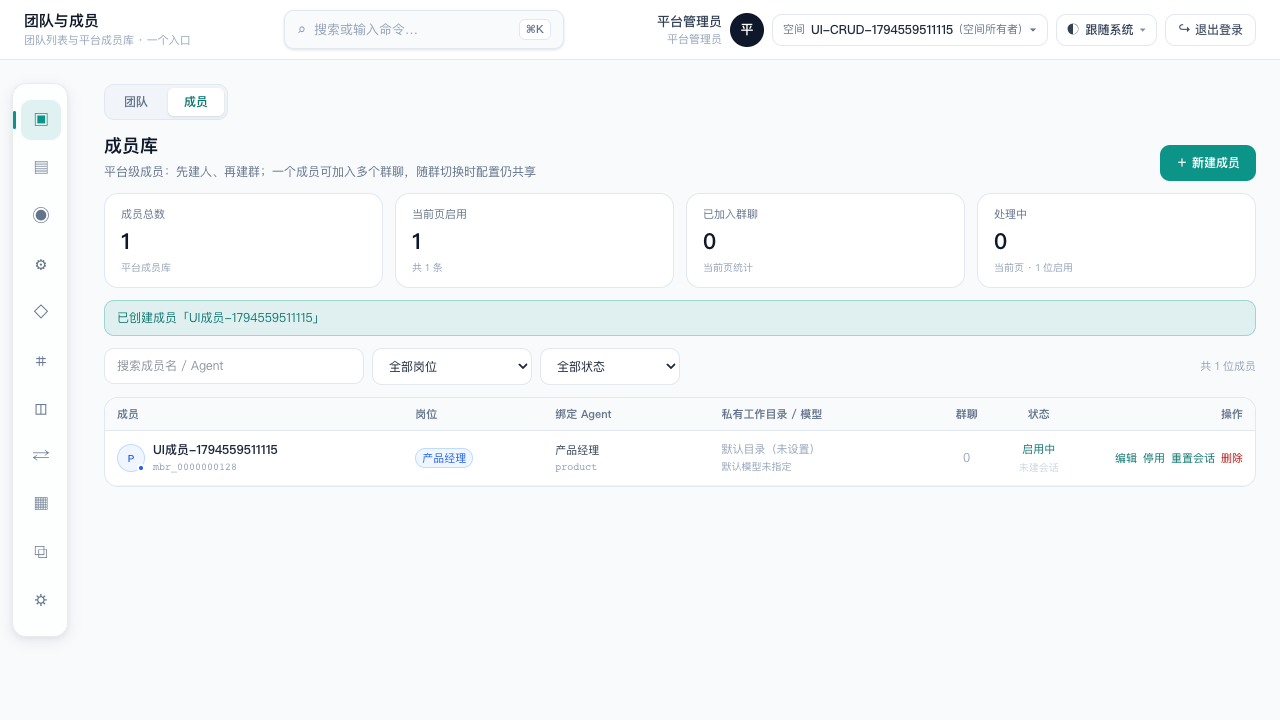 团队与成员
团队列表与平台成员库 · 一个入口
搜索或输入命令…
⌘K
平台管理员
平台管理员
平
空间 UI-CRUD-1794559511115 (空间所有者)
跟随系统
退出登录
团队
成员
成员库
平台级成员：先建人、再建群；一个成员可加入多个群聊，随群切换时配置仍共享
+ 新建成员
成员总数
1
平台成员库
当前页启用
1
共 1 条
已加入群聊
0
当前页统计
处理中
0
当前页 · 1 位启用
已创建成员「UI成员-1794559511115」
搜索成员名 / Agent
全部岗位
全部状态
共 1 位成员
成员 岗位 绑定 Agent 私有工作目录 / 模型 群聊 状态 操作
P
UI成员-1794559511115
mbr_0000000128
产品经理
产品经理
product
默认目录（未设置）
默认模型未指定
0
启用中
未建会话
编辑 停用 重置会话 删除